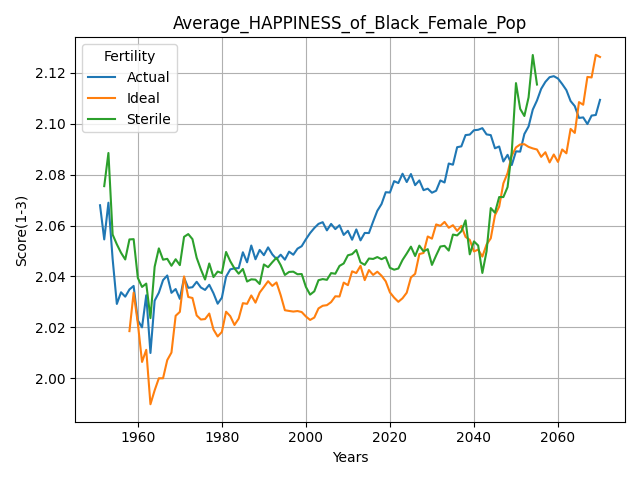 Average_HAPPINESS_of_Black_Female_Pop
Fertility
Actual
Ideal
Sterile
Score(1-3)
2.12
2.10
2.08
2.06
2.04
2.02
2.00
1960
1980
2000
2020
2040
2060
Years